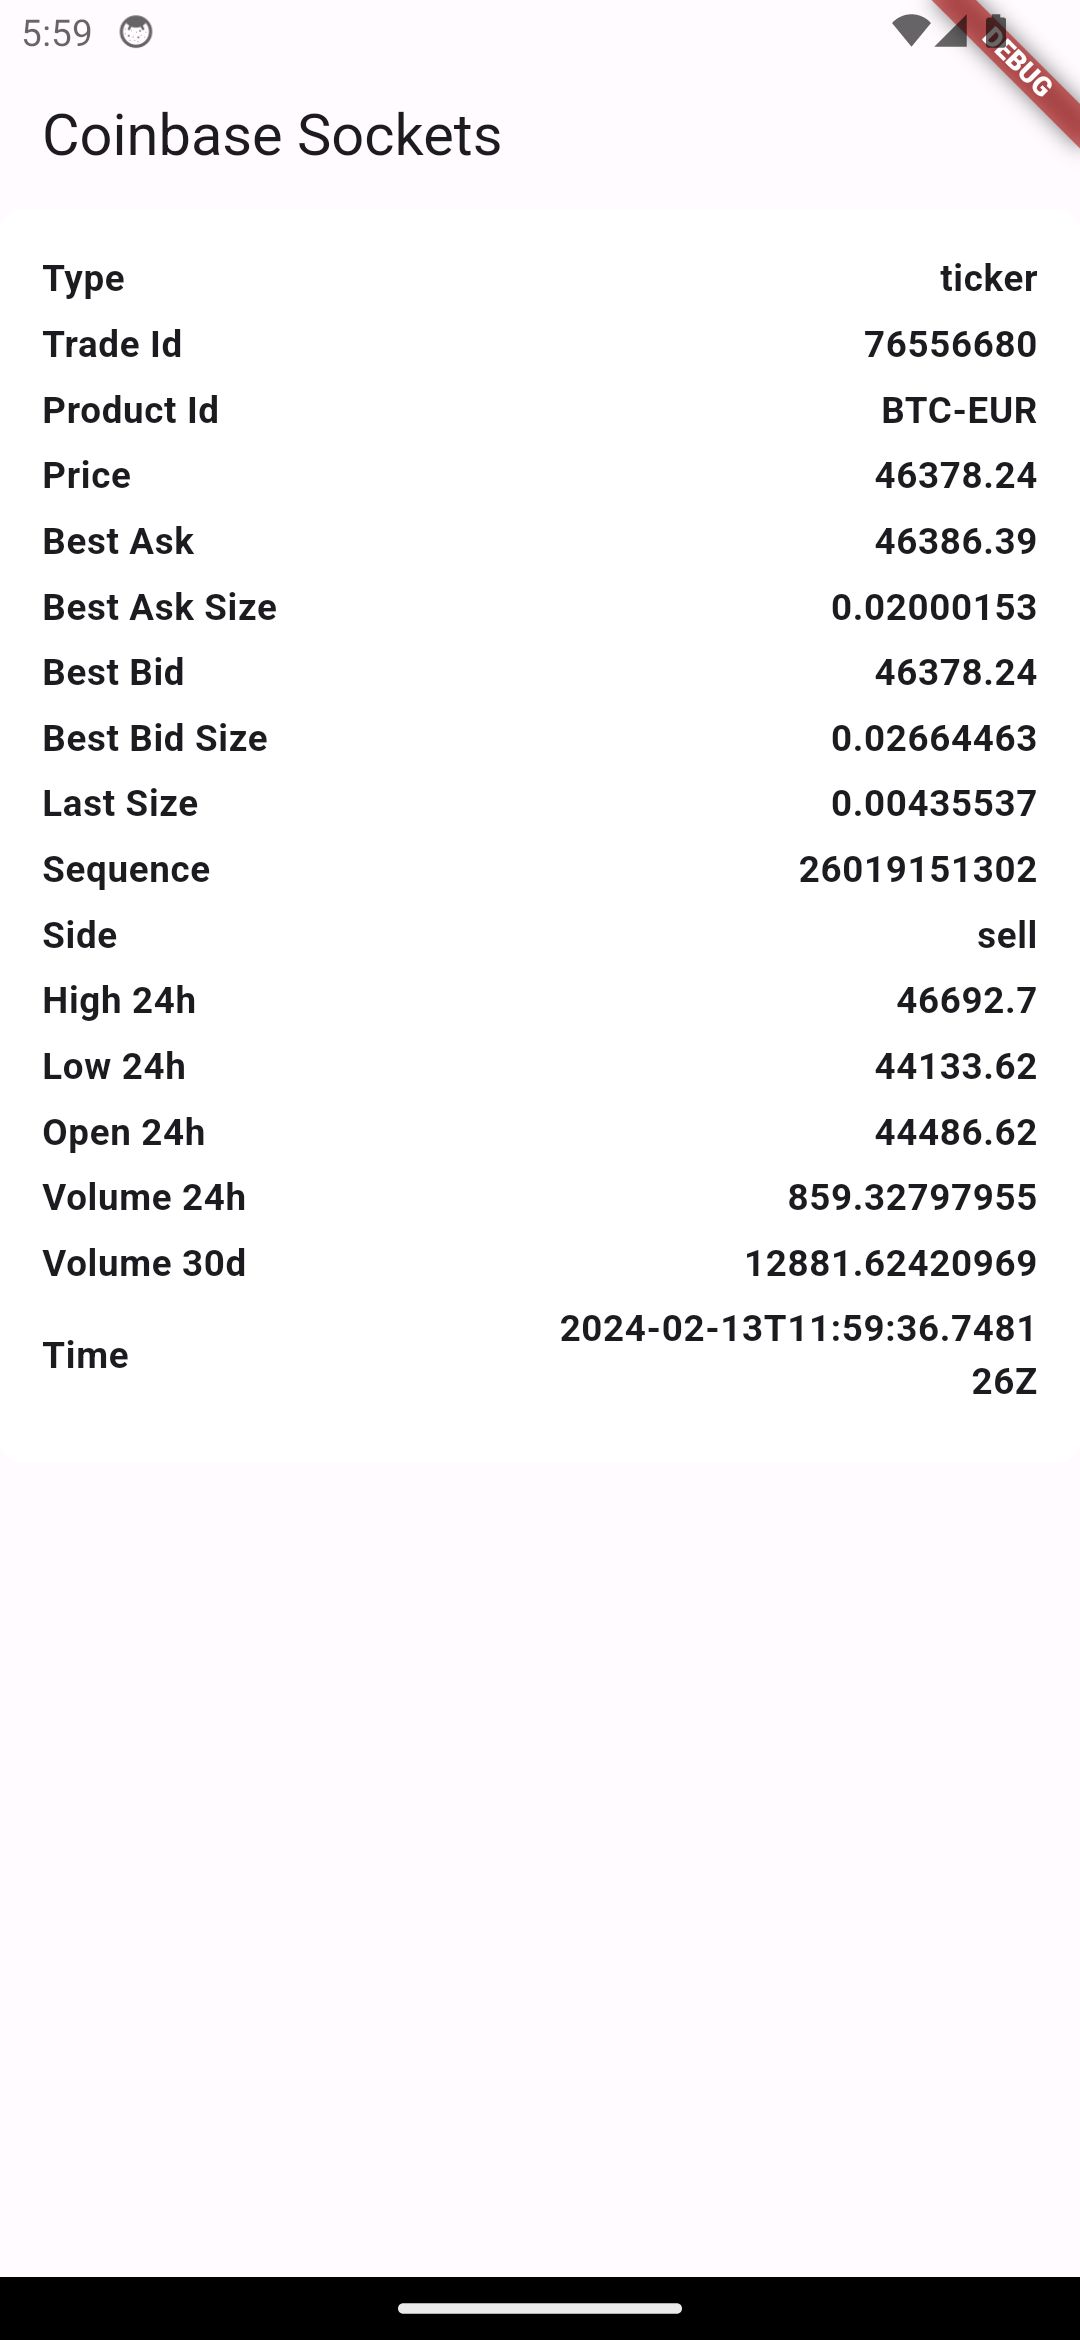 5:59
DEBUG
Coinbase Sockets
Type ticker
Trade Id 76556680
Product Id BTC-EUR
Price 46378.24
Best Ask 46386.39
Best Ask Size 0.02000153
Best Bid 46378.24
Best Bid Size 0.02664463
Last Size 0.00435537
Sequence 26019151302
Side sell
High 24h 46692.7
Low 24h 44133.62
Open 24h 44486.62
Volume 24h 859.32797955
Volume 30d 12881.62420969
Time 2024-02-13T11:59:36.7481
26Z